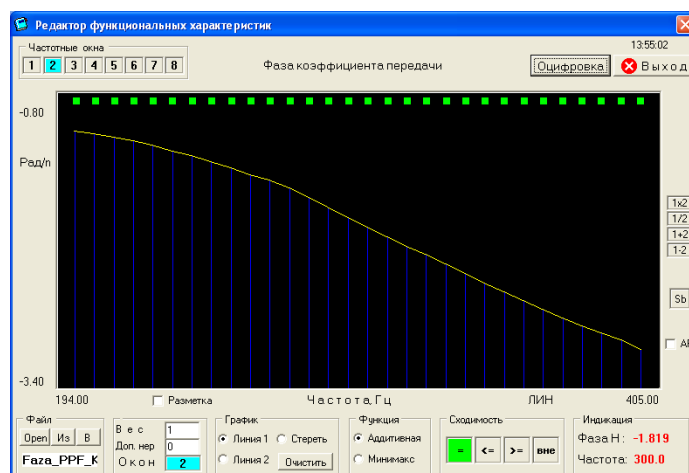 Редактор функциональных характеристик
13:55:02
Частотные окна
1 2 3 4 5 6 7 8
Фаза коэффициента передачи
Оцифровка
Выход
-0.80
Рад/п
1x2
1/2
1+2
1-2
Sb
-3.40
194.00
Разметка
Частота, Гц
ЛИН
405.00
Файл
Open Из В
Faza_PPF_K
Вес 1
Доп. нер 0
Окон 2
График
Линия 1 Стереть
Линия 2 Очистить
Функция
Аддитивная
Минимакс
Сходимость
= <= >= вне
Индикация
Фаза Н: -1.819
Частота: 300.0